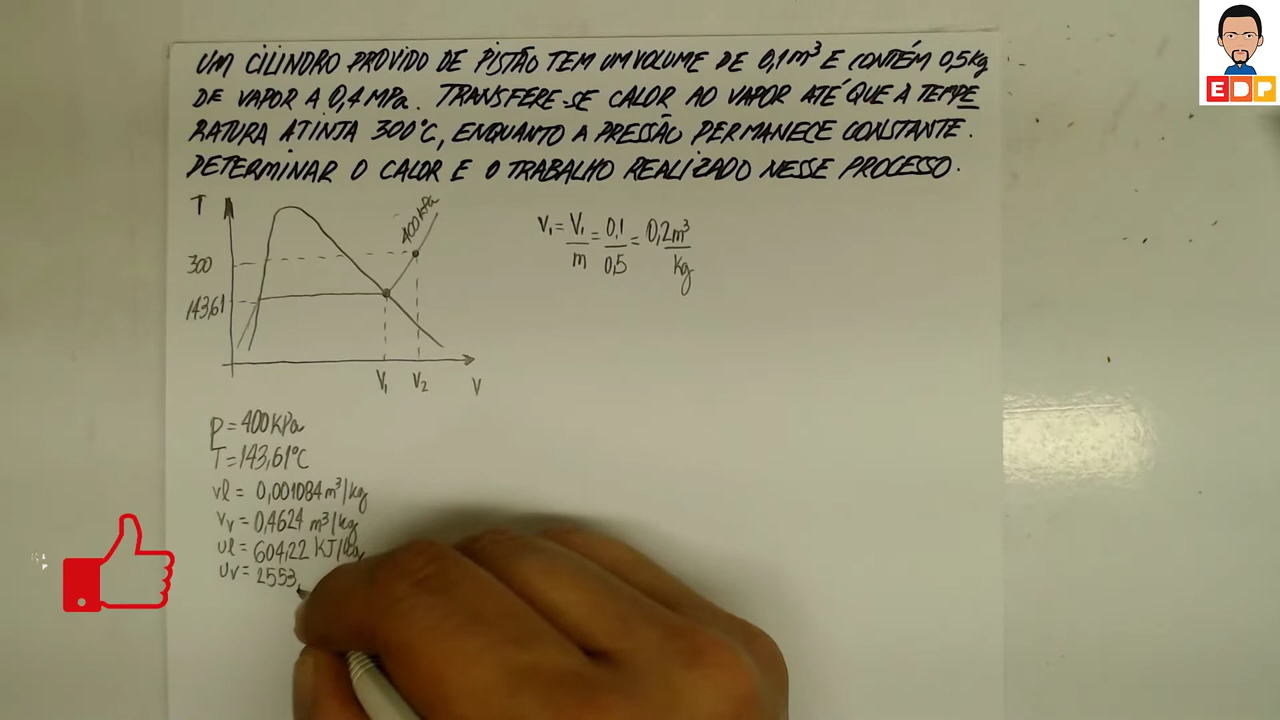 EDP
UM CILINDRO PROVIDO DE PISTÃO TEM UM VOLUME DE 0,1m³ E CONTÉM 0,5kg
DE VAPOR A 0,4 MPa. TRANSFERE-SE CALOR AO VAPOR ATÉ QUE A TEMPE
RATURA ATINJA 300°C, ENQUANTO A PRESSÃO PERMANECE CONSTANTE.
DETERMINAR O CALOR E O TRABALHO REALIZADO NESSE PROCESSO.
T
400 kPa
300
143,61
V₁ V₂ V
V₁ = V₁/m = 0,1/0,5 = 0,2 m³/kg
P = 400 kPa
T = 143,61°C
vl = 0,001084 m³/kg
Vv = 0,4624 m³/kg
ul = 604,22 KJ/kg
uv = 2553,